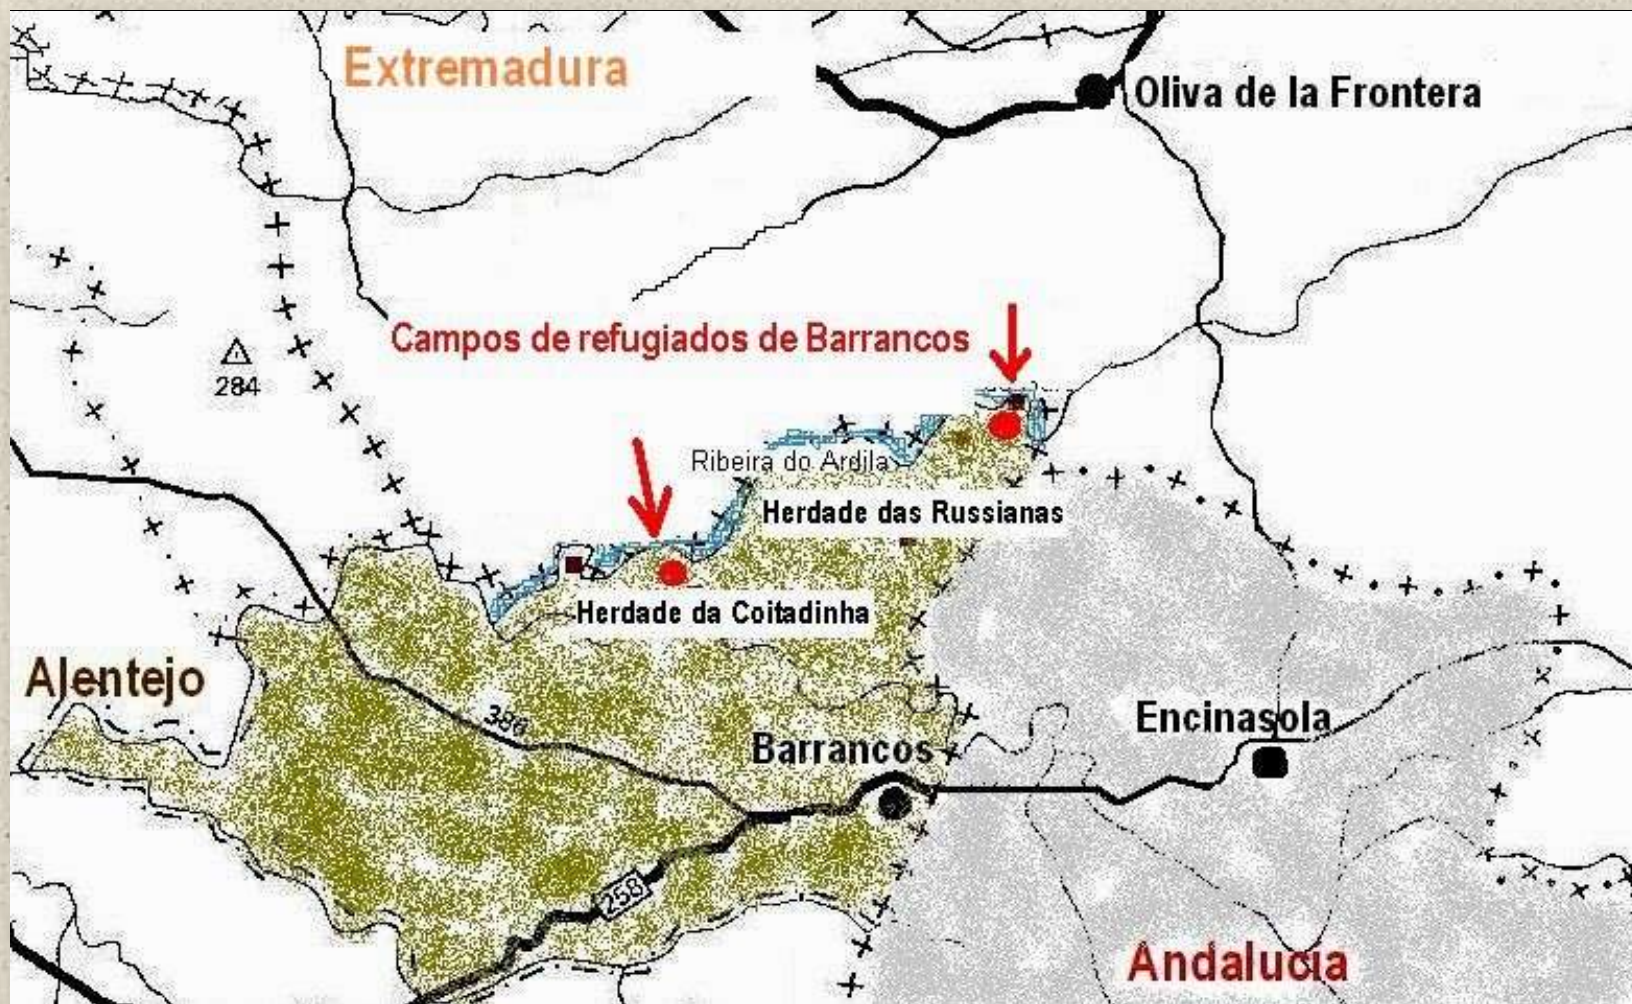 Extremadura
Oliva de la Frontera
Campos de refugiados de Barrancos
284
Ribeira do Ardila
Herdade das Russianas
Herdade da Coitadinha
Alentejo
386
Encinasola
Barrancos
258
Andalucía